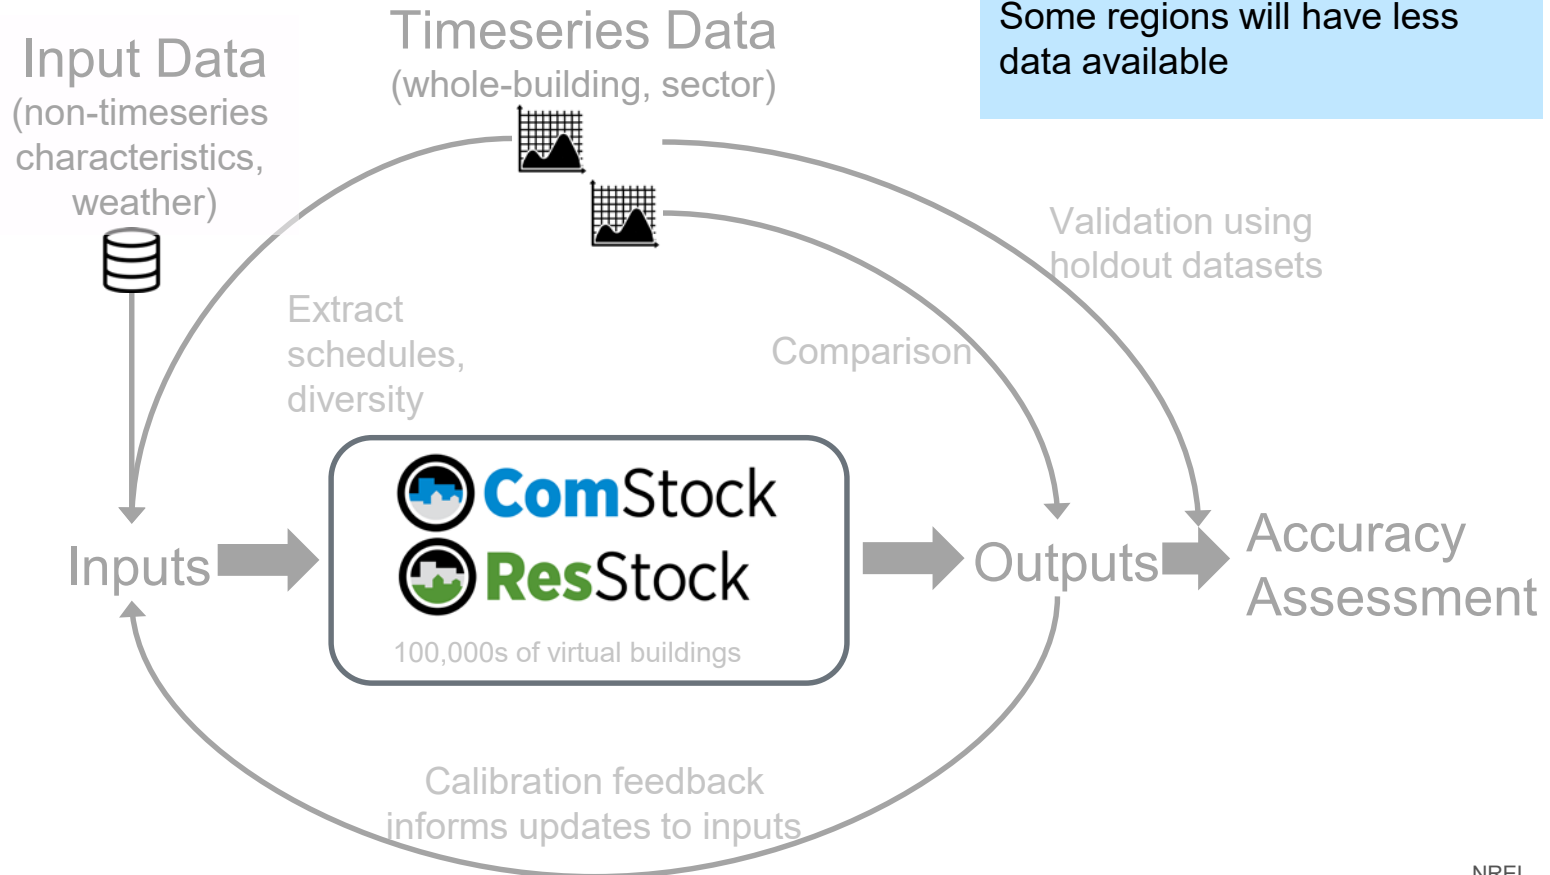 Input Data
(non-timeseries
characteristics,
weather)
Timeseries Data
(whole-building, sector)
Some regions will have less
data available
Validation using
holdout datasets
Extract
schedules,
diversity
Comparison
ComStock
ResStock
100,000s of virtual buildings
Inputs
Outputs
Accuracy
Assessment
Calibration feedback
informs updates to inputs
NREL